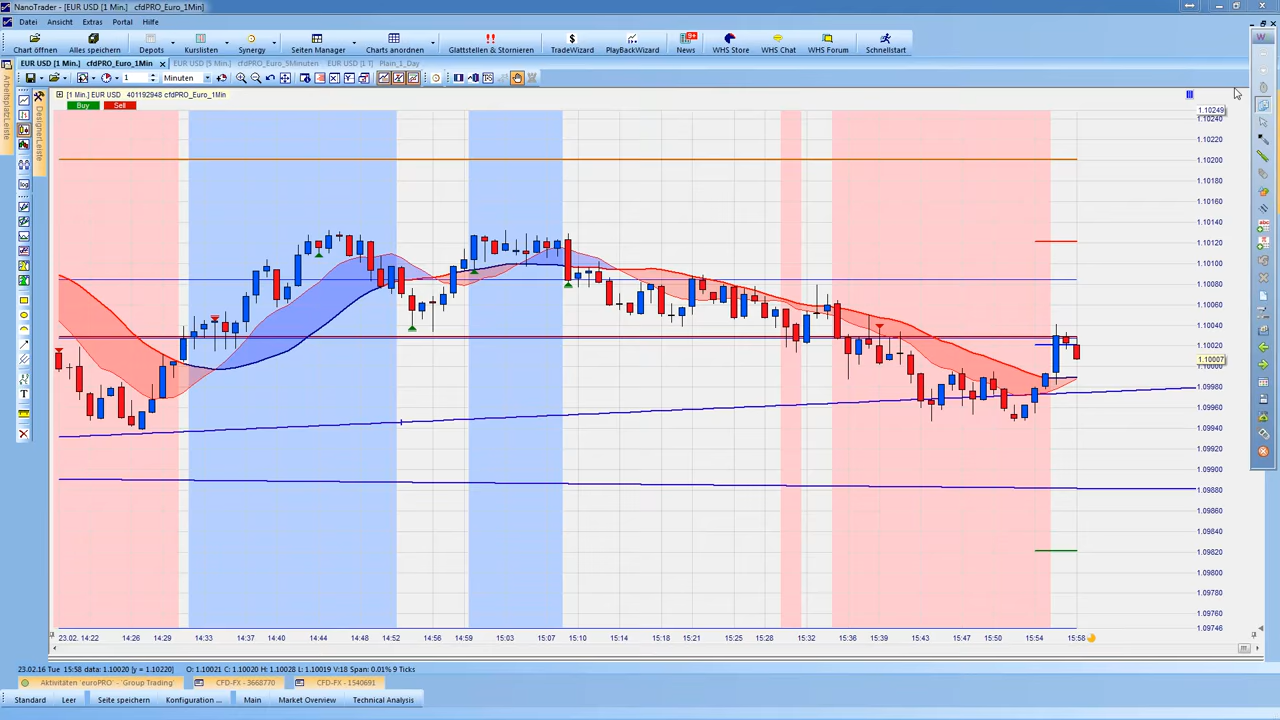 NanoTrader - [EUR USD [1 Min.] cfdPRO_Euro_1Min]
Datei Ansicht Extras Portal Hilfe
Chart öffnen Alles speichern Depots Kurslisten Synergy Seiten Manager Charts anordnen Glattstellen & Stornieren TradeWizard PlayBackWizard News 9+ WHS Store WHS Chat WHS Forum Schnellstart
EUR USD [1 Min.] cfdPRO_Euro_1Min EUR USD [5 Min.] cfdPRO_Euro_5Minuten EUR USD [1 T] Plain_1_Day
1 Minuten
ArbeitsplatzLeiste
DesignerLeiste
[1 Min.] EUR USD 401192948 cfdPRO_Euro_1Min
Buy Sell
1.10249
1.10240
1.10220
1.10200
1.10180
1.10160
1.10140
1.10120
1.10100
1.10080
1.10060
1.10040
1.10020
1.10007
1.10000
1.09980
1.09960
1.09940
1.09920
1.09900
1.09880
1.09860
1.09840
1.09820
1.09800
1.09780
1.09760
1.09746
log
T
23.02. 14:22 14:26 14:29 14:33 14:37 14:40 14:44 14:48 14:52 14:56 14:59 15:03 15:07 15:10 15:14 15:18 15:21 15:25 15:28 15:32 15:36 15:39 15:43 15:47 15:50 15:54 15:58
23.02.16 Tue 15:58 data: 1.10020 [y = 1.10220] O: 1.10021 C: 1.10020 H: 1.10028 L: 1.10019 V:18 Span: 0.01% 9 Ticks
Aktivitäten 'euroPRO' - 'Group Trading' CFD-FX - 3668770 CFD-FX - 1540691
Standard Leer Seite speichern Konfiguration ... Main Market Overview Technical Analysis